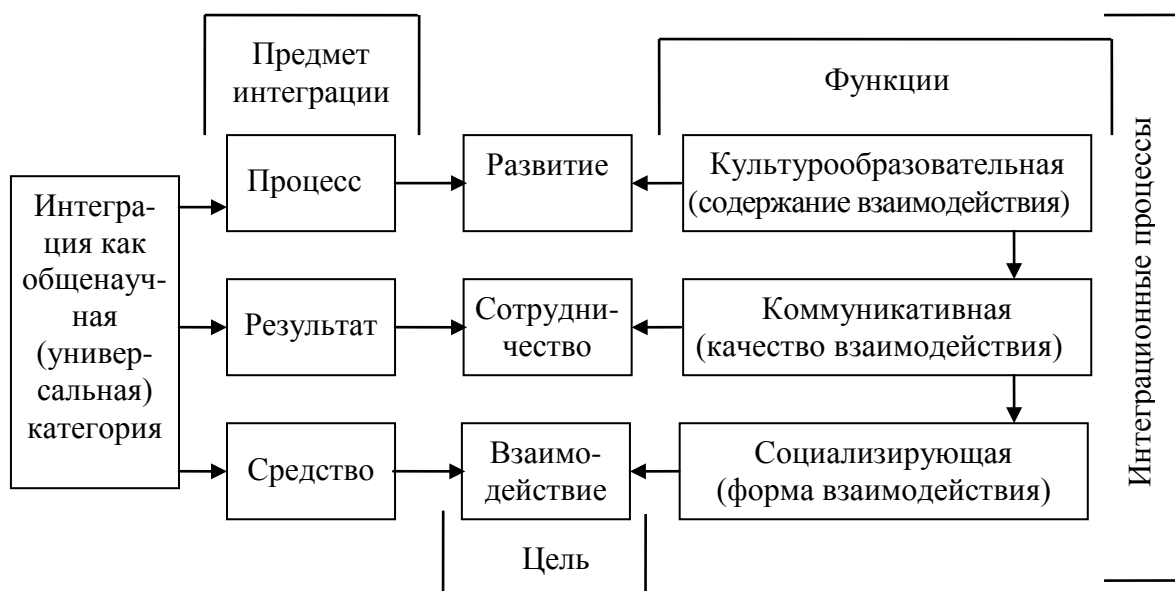 Предмет
интеграции
Функции
Интегра-
ция как
общенауч-
ная
(универ-
сальная)
категория
Процесс
Развитие
Культурообразовательная
(содержание взаимодействия)
Результат
Сотрудни-
чество
Коммуникативная
(качество взаимодействия)
Средство
Взаимо-
действие
Социализирующая
(форма взаимодействия)
Цель
Интеграционные процессы